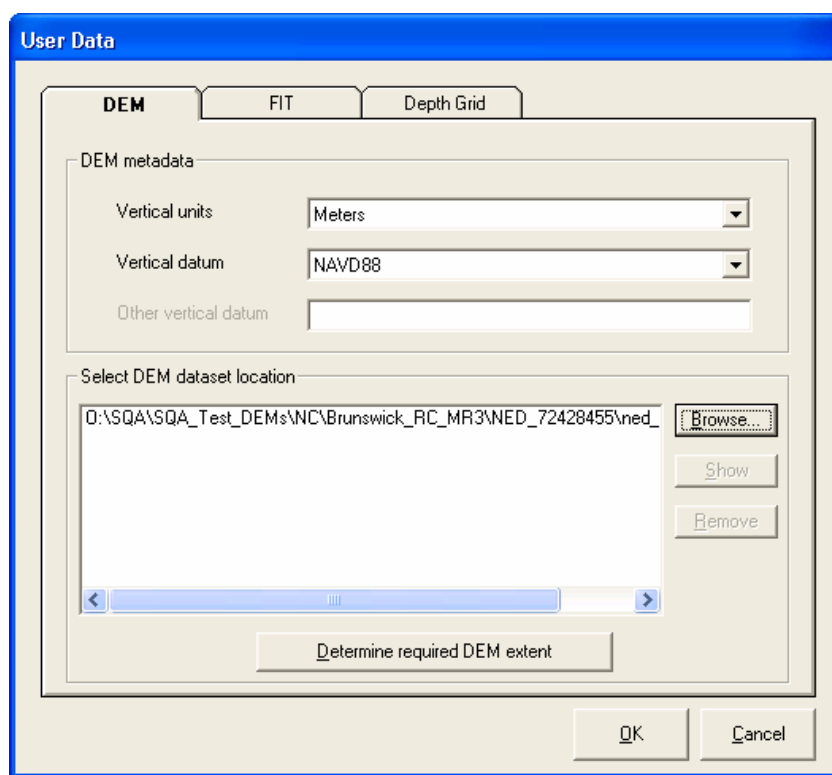 User Data
DEM FIT Depth Grid
DEM metadata
Vertical units Meters
Vertical datum NAVD88
Other vertical datum
Select DEM dataset location
O:\SQA\SQA_Test_DEMs\NC\Brunswick_RC_MR3\NED_72428455\ned_ Browse...
Show
Remove
Determine required DEM extent
OK Cancel